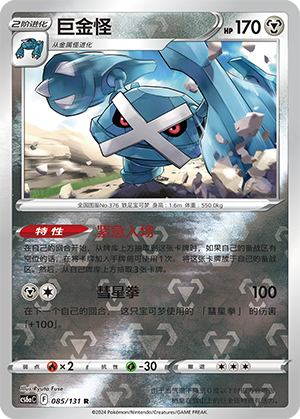 2阶进化
巨金怪
HP 170
从金属怪进化
全国图鉴No.376 铁足宝可梦 身高:1.6m 体重:550.0kg
特性 紧急入场
在自己的回合开始,从牌库上方抽取到这张卡牌时,如果自己的备战区有
空位的话,在将卡牌加入手牌前可使用1次。将这张卡牌放于自己的备战
区。然后,从自己牌库上方抽取3张卡牌。
彗星拳 100
在下一个自己的回合,这只宝可梦使用的「彗星拳」的伤害
「+100」。
弱点 ×2 抵抗力 -30 撤退
Illus. Ryuta Fuse
CS6aC F 085/131 R
©2024 Pokémon/Nintendo/Creatures/GAME FREAK.